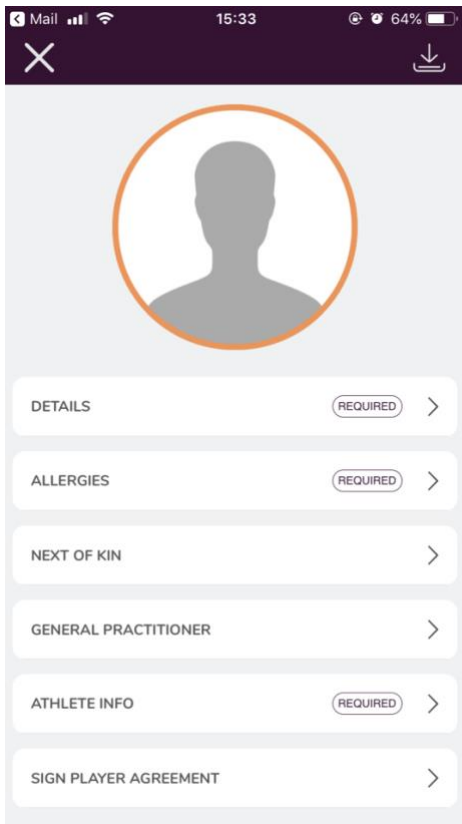 Mail 15:33 64%
DETAILS REQUIRED
ALLERGIES REQUIRED
NEXT OF KIN
GENERAL PRACTITIONER
ATHLETE INFO REQUIRED
SIGN PLAYER AGREEMENT